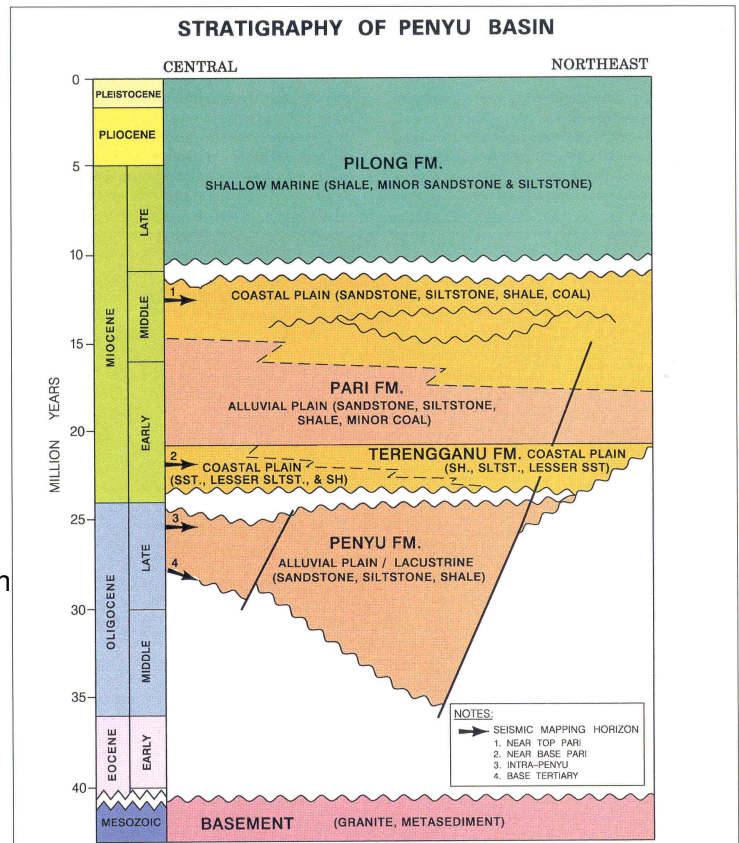 STRATIGRAPHY OF PENYU BASIN
CENTRAL
NORTHEAST
0
PLEISTOCENE
PLIOCENE
PILONG FM.
SHALLOW MARINE (SHALE, MINOR SANDSTONE & SILTSTONE)
5
LATE
10
1
COASTAL PLAIN (SANDSTONE, SILTSTONE, SHALE, COAL)
MIOCENE
MIDDLE
15
PARI FM.
ALLUVIAL PLAIN (SANDSTONE, SILTSTONE,
SHALE, MINOR COAL)
EARLY
20
MILLION YEARS
2
COASTAL PLAIN
(SST., LESSER SLTST., & SH)
TERENGGANU FM. COASTAL PLAIN
(SH., SLTST., LESSER SST)
25
3
PENYU FM.
ALLUVIAL PLAIN / LACUSTRINE
(SANDSTONE, SILTSTONE, SHALE)
4
LATE
n
30
OLIGOCENE
MIDDLE
35
EOCENE
EARLY
NOTES:
SEISMIC MAPPING HORIZON
1. NEAR TOP PARI
2. NEAR BASE PARI
3. INTRA-PENYU
4. BASE TERTIARY
40
MESOZOIC
BASEMENT (GRANITE, METASEDIMENT)